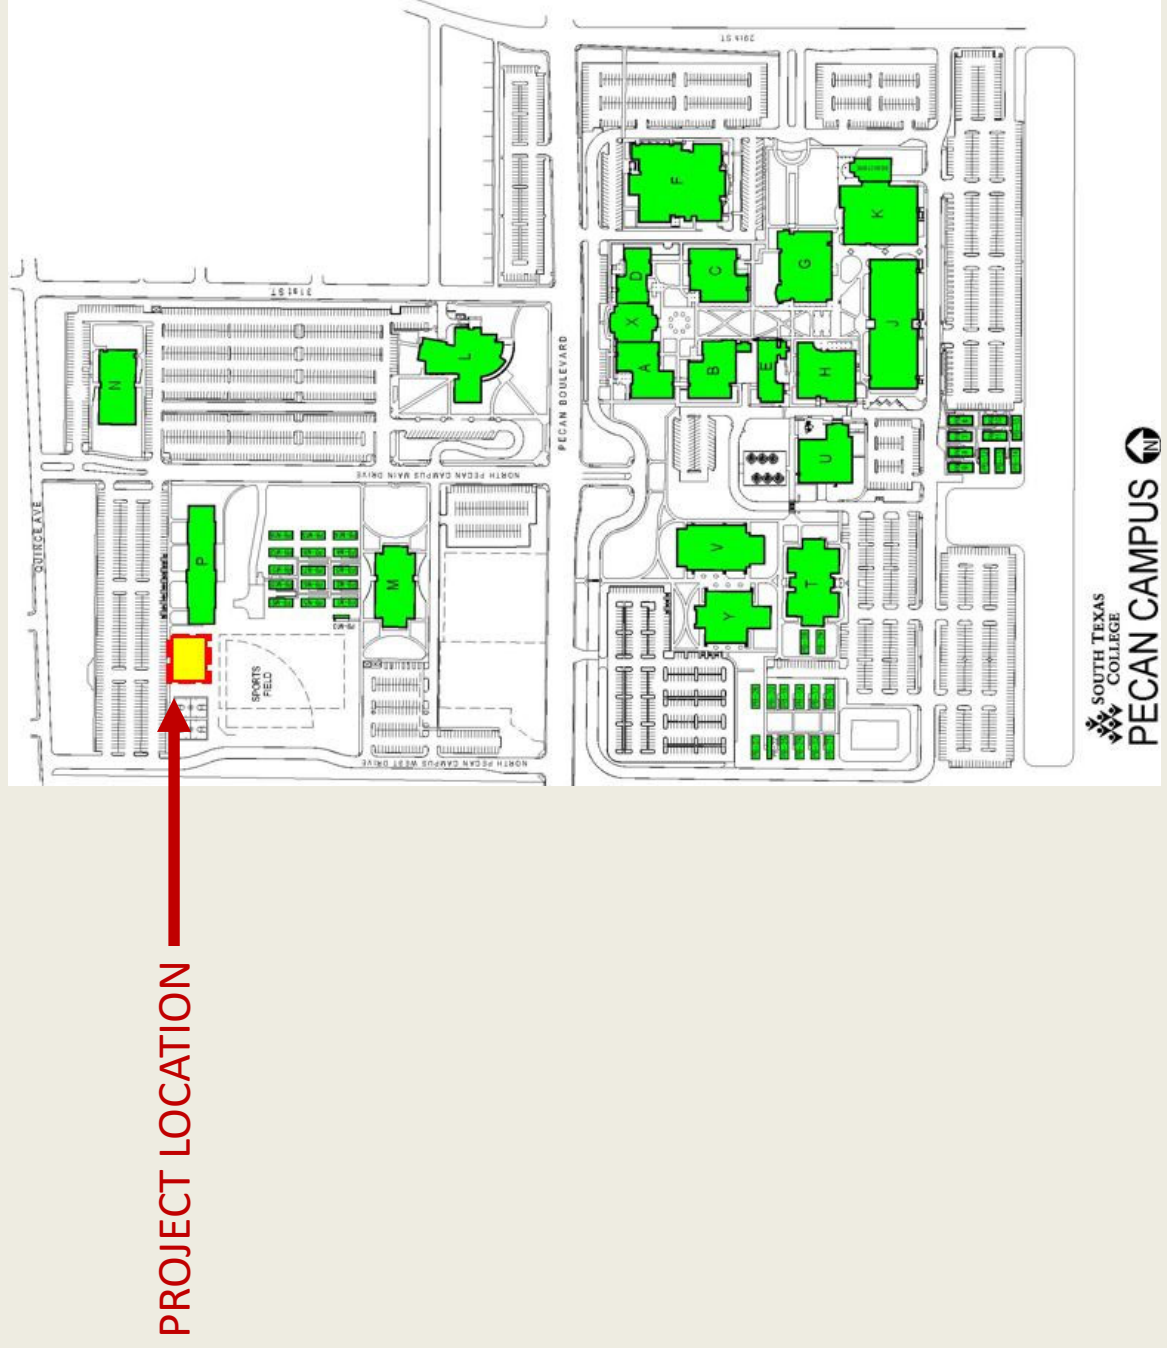 PROJECT LOCATION
QUINCE AVE
31st ST.
29th ST
PECAN BOULEVARD
NORTH PECAN CAMPUS MAIN DRIVE
NORTH PECAN CAMPUS WEST DRIVE
SPORTS
FIELD
N
L
P
M
F
K
D
C
G
X
J
A
B
E
H
U
V
T
Y
SOUTH TEXAS
COLLEGE
PECAN CAMPUS
N